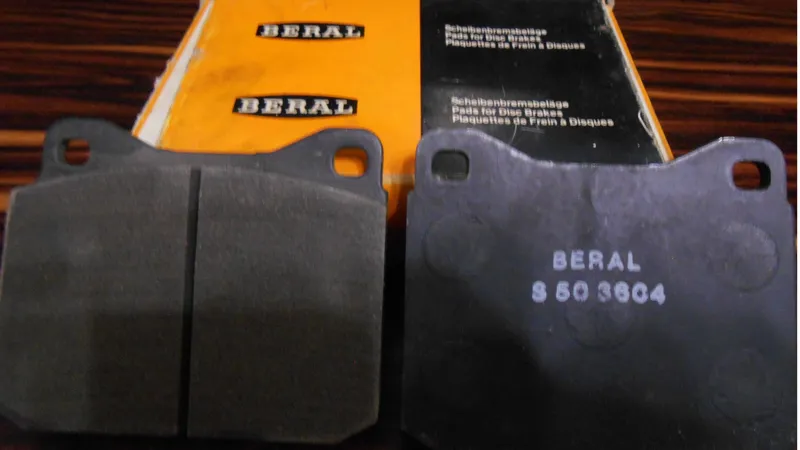 BERAL
Scheibenbremsbeläge
Pads for Disc Brakes
Plaquettes de Frein à Disques
BERAL
Scheibenbremsbeläge
Pads for Disc Brakes
Plaquettes de Frein à Disques
BERAL
S 50 3604